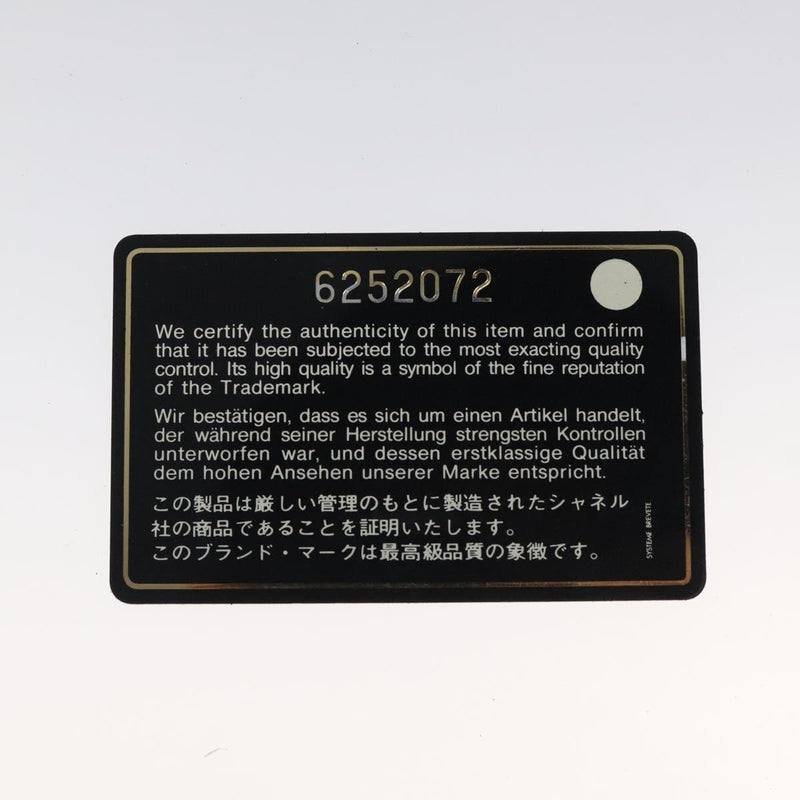 6252072
We certify the authenticity of this item and confirm
that it has been subjected to the most exacting quality
control. Its high quality is a symbol of the fine reputation
of the Trademark.
Wir bestätigen, dass es sich um einen Artikel handelt,
der während seiner Herstellung strengsten Kontrollen
unterworfen war, und dessen erstklassige Qualität
dem hohen Ansehen unserer Marke entspricht.
この製品は厳しい管理のもとに製造されたシャネル
社の商品であることを証明いたします。
このブランド・マークは最高級品質の象徴です。
SYSTEME BREVETE